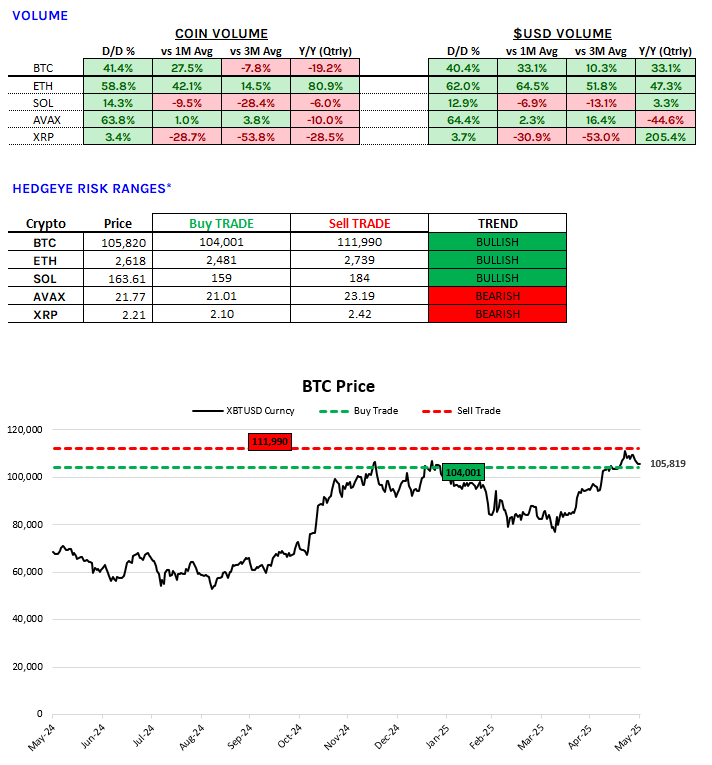 VOLUME
COIN VOLUME $USD VOLUME
D/D % vs 1M Avg vs 3M Avg Y/Y (Qtrly) D/D % vs 1M Avg vs 3M Avg Y/Y (Qtrly)
BTC 41.4% 27.5% -7.8% -19.2% 40.4% 33.1% 10.3% 33.1%
ETH 58.8% 42.1% 14.5% 80.9% 62.0% 64.5% 51.8% 47.3%
SOL 14.3% -9.5% -28.4% -6.0% 12.9% -6.9% -13.1% 3.3%
AVAX 63.8% 1.0% 3.8% -10.0% 64.4% 2.3% 16.4% -44.6%
XRP 3.4% -28.7% -53.8% -28.5% 3.7% -30.9% -53.0% 205.4%
HEDGEYE RISK RANGES*
Crypto Price Buy TRADE Sell TRADE TREND
BTC 105,820 104,001 111,990 BULLISH
ETH 2,618 2,481 2,739 BULLISH
SOL 163.61 159 184 BULLISH
AVAX 21.77 21.01 23.19 BEARISH
XRP 2.21 2.10 2.42 BEARISH
BTC Price
XBTUSD Curncy Buy Trade Sell Trade
120,000
111,990
100,000
104,001
105,819
80,000
60,000
40,000
20,000
0
May-24 Jun-24 Jul-24 Aug-24 Sep-24 Oct-24 Nov-24 Dec-24 Jan-25 Feb-25 Mar-25 Apr-25 May-25